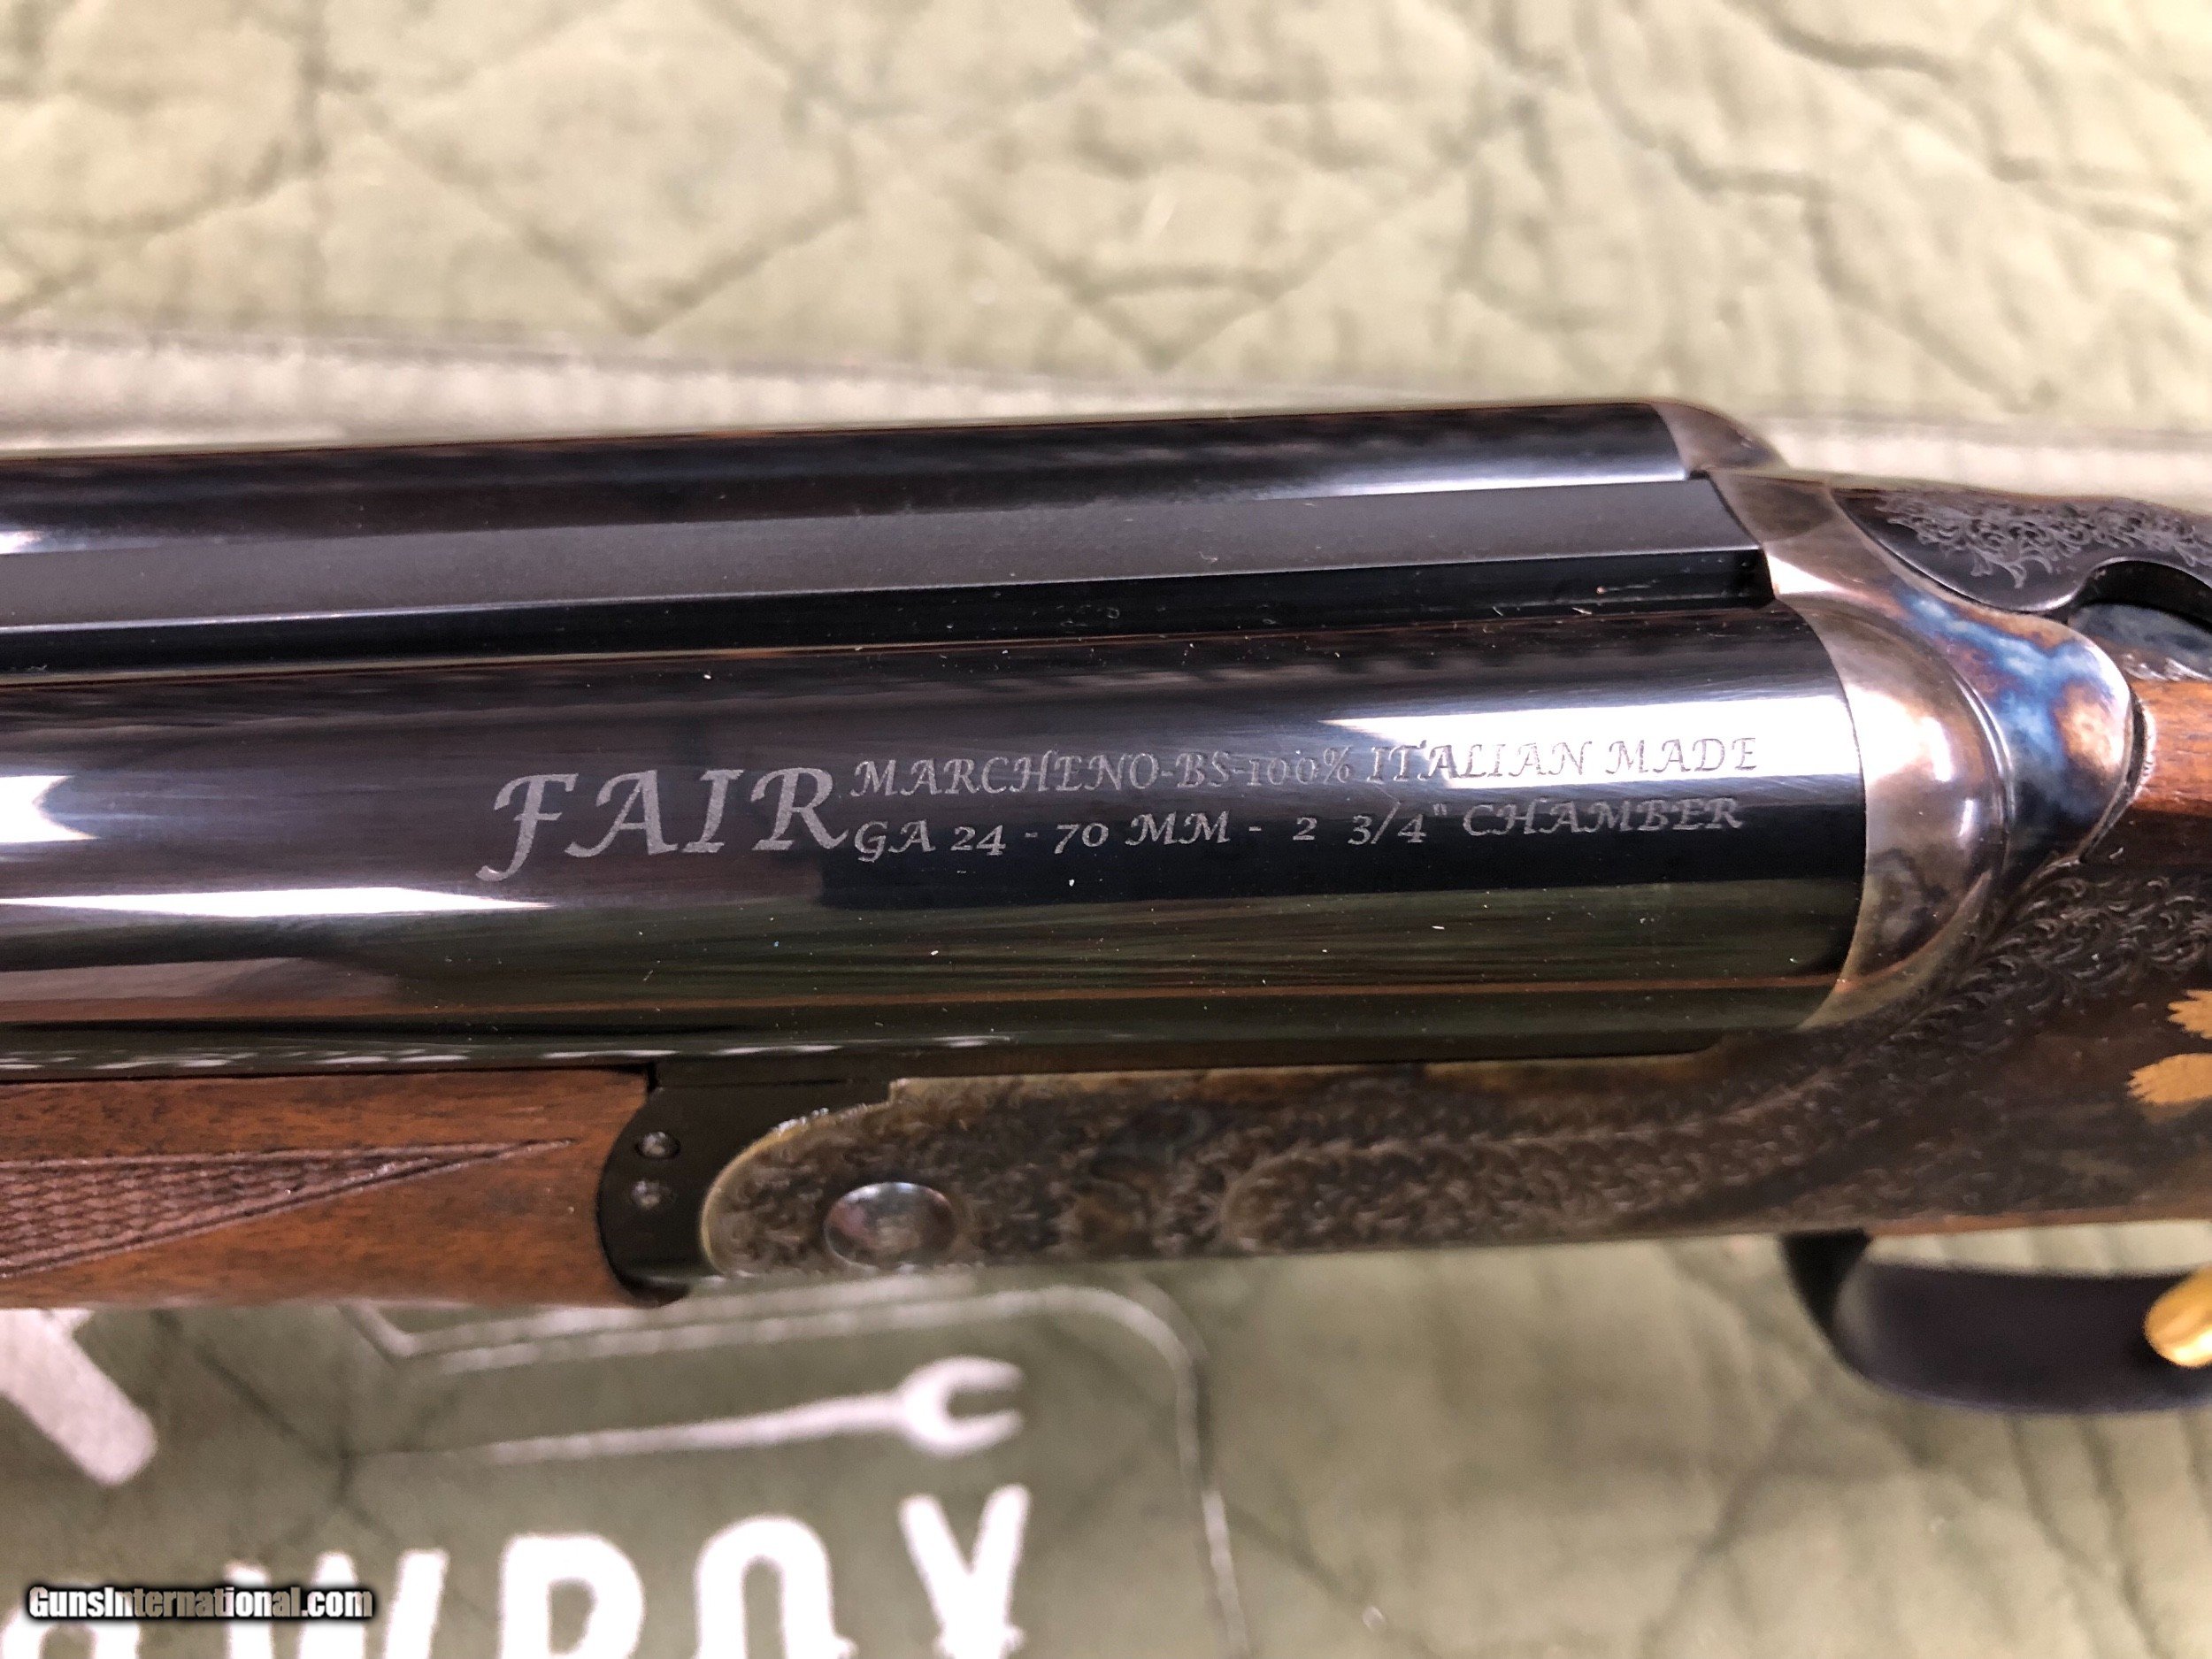 FAIR MARCHENO-BS-100% ITALIAN MADE
GA 24 - 70 MM - 2 3/4" CHAMBER
GunsInternational.com